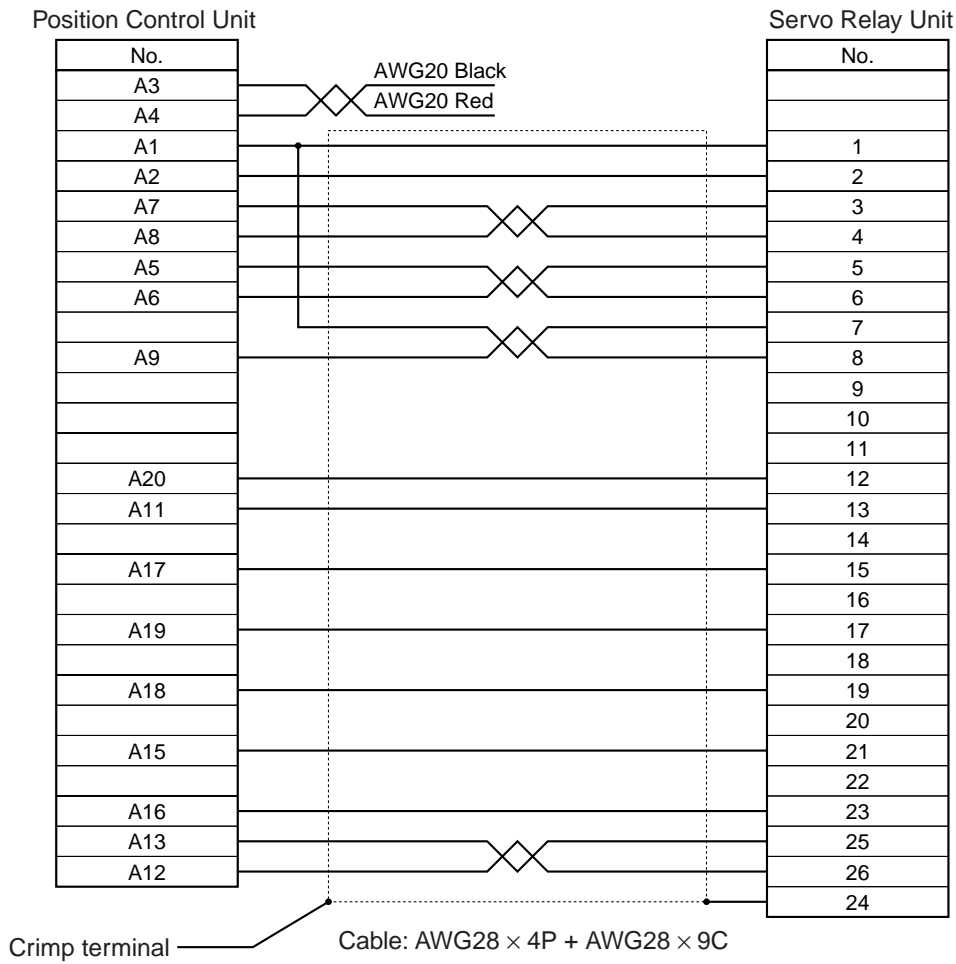 Position Control Unit Servo Relay Unit
No. No.
AWG20 Black
A3
AWG20 Red
A4
A1 1
A2 2
A7 3
A8 4
A5 5
A6 6
7
A9 8
9
10
11
A20 12
A11 13
14
A17 15
16
A19 17
18
A18 19
20
A15 21
22
A16 23
A13 25
A12 26
24
Crimp terminal Cable: AWG28 × 4P + AWG28 × 9C